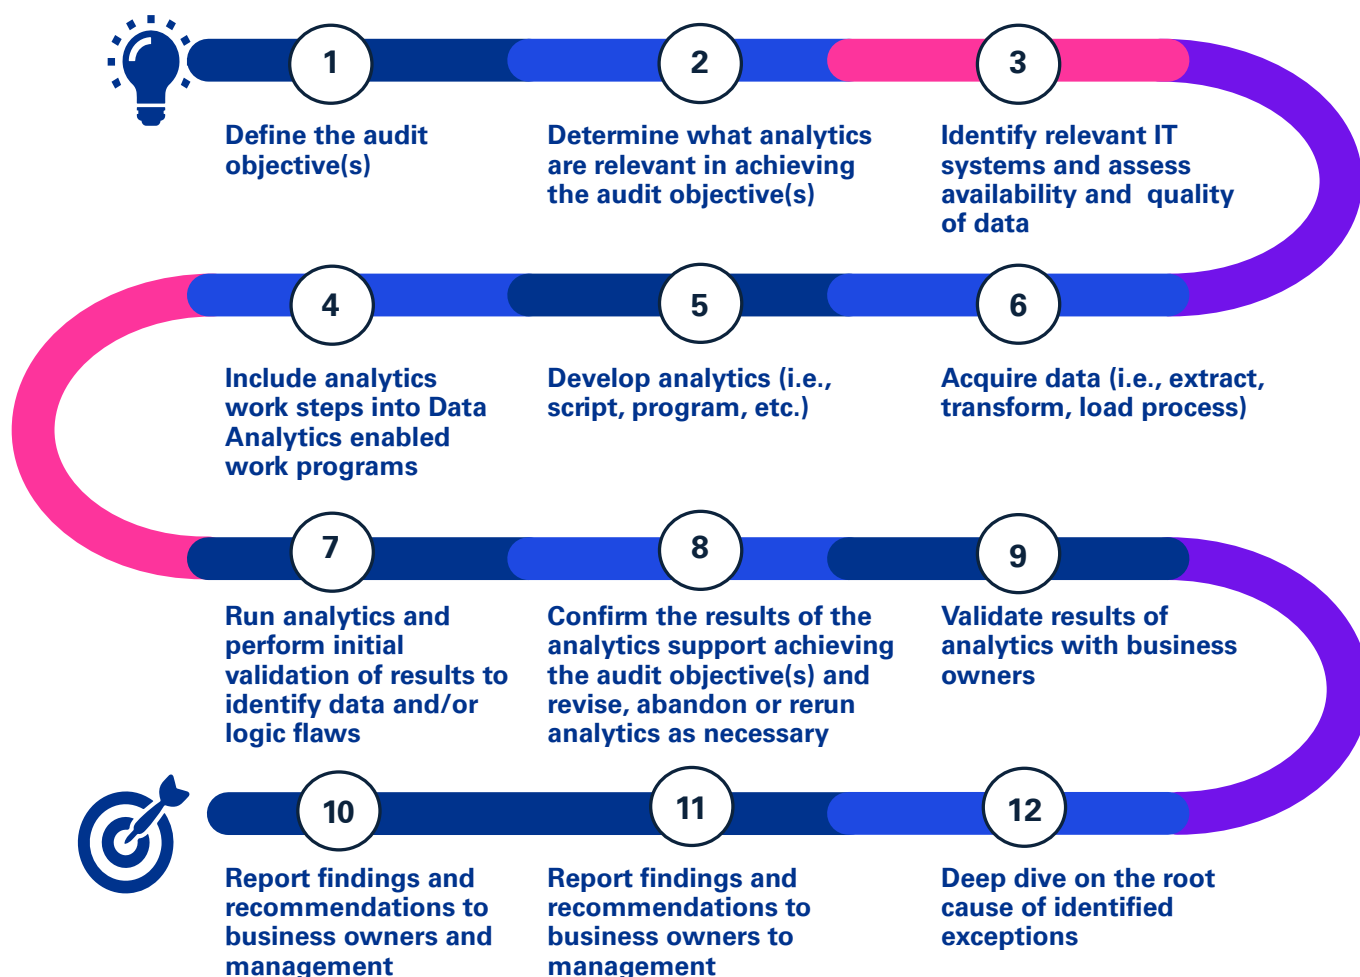 1
Define the audit
objective(s)
2
Determine what analytics
are relevant in achieving
the audit objective(s)
3
Identify relevant IT
systems and assess
availability and  quality
of data
4
Include analytics
work steps into Data
Analytics enabled
work programs
5
Develop analytics (i.e.,
script, program, etc.)
6
Acquire data (i.e., extract,
transform, load process)
7
Run analytics and
perform initial
validation of results to
identify data and/or
logic flaws
8
Confirm the results of the
analytics support achieving
the audit objective(s) and
revise, abandon or rerun
analytics as necessary
9
Validate results of
analytics with business
owners
10
Report findings and
recommendations to
business owners and
management
11
Report findings and
recommendations to
business owners to
management
12
Deep dive on the root
cause of identified
exceptions